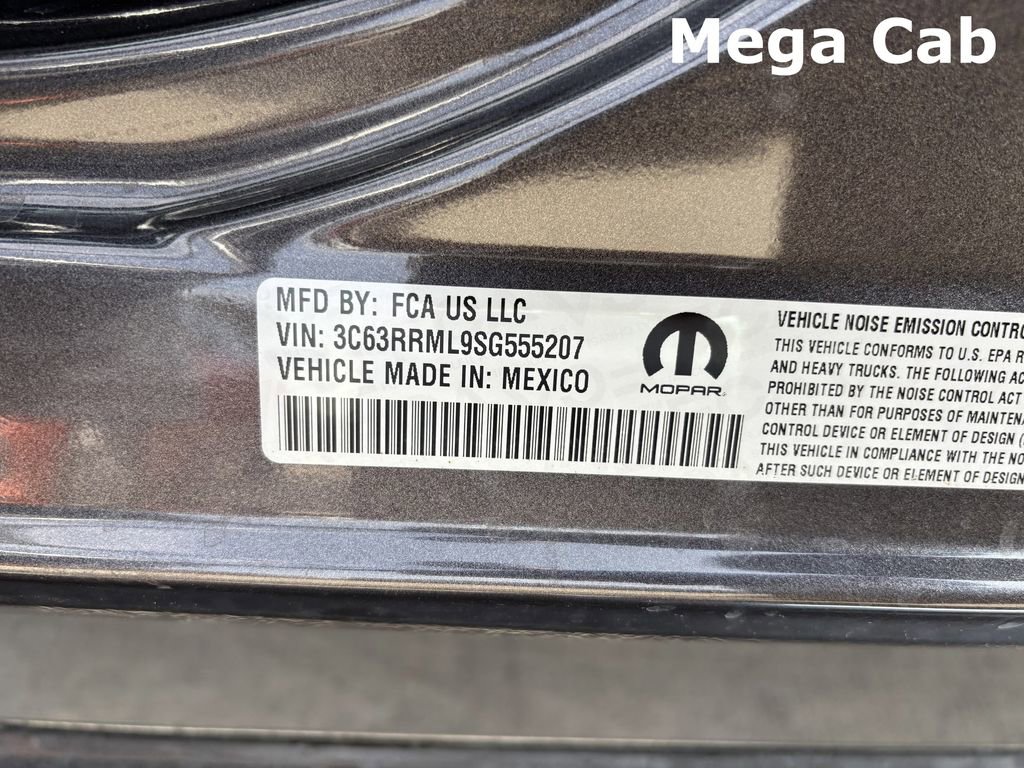 Mega Cab
MFD BY: FCA US LLC
VIN: 3C63RRML9SG555207
VEHICLE MADE IN: MEXICO
MOPAR
VEHICLE NOISE EMISSION CONTRO
THIS VEHICLE CONFORMS TO U.S. EPA R
AND HEAVY TRUCKS. THE FOLLOWING AC
PROHIBITED BY THE NOISE CONTROL ACT
OTHER THAN FOR PURPOSES OF MAINTENA
CONTROL DEVICE OR ELEMENT OF DESIGN (
THIS VEHICLE IN COMPLIANCE WITH THE NO
AFTER SUCH DEVICE OR ELEMENT OF DESIGN